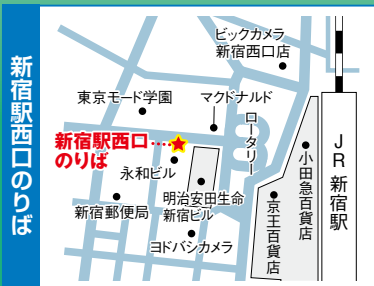 新宿駅西口のりば
ビックカメラ
新宿西口店
東京モード学園
マクドナルド
新宿駅西口
のりば
ロータリー
永和ビル
明治安田生命
新宿ビル
新宿郵便局
ヨドバシカメラ
小田急百貨店
京王百貨店
JR新宿駅